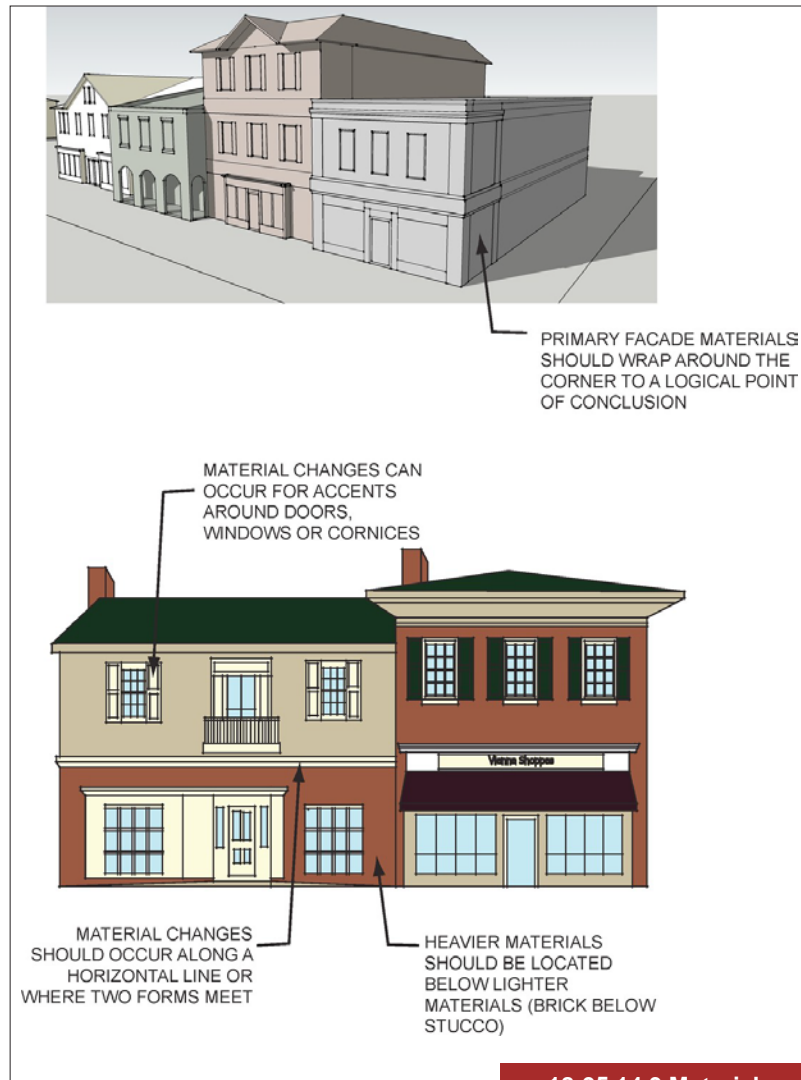 PRIMARY FACADE MATERIALS
SHOULD WRAP AROUND THE
CORNER TO A LOGICAL POINT
OF CONCLUSION
MATERIAL CHANGES CAN
OCCUR FOR ACCENTS
AROUND DOORS,
WINDOWS OR CORNICES
Vienna Shoppes
MATERIAL CHANGES
SHOULD OCCUR ALONG A
HORIZONTAL LINE OR
WHERE TWO FORMS MEET
HEAVIER MATERIALS
SHOULD BE LOCATED
BELOW LIGHTER
MATERIALS (BRICK BELOW
STUCCO)